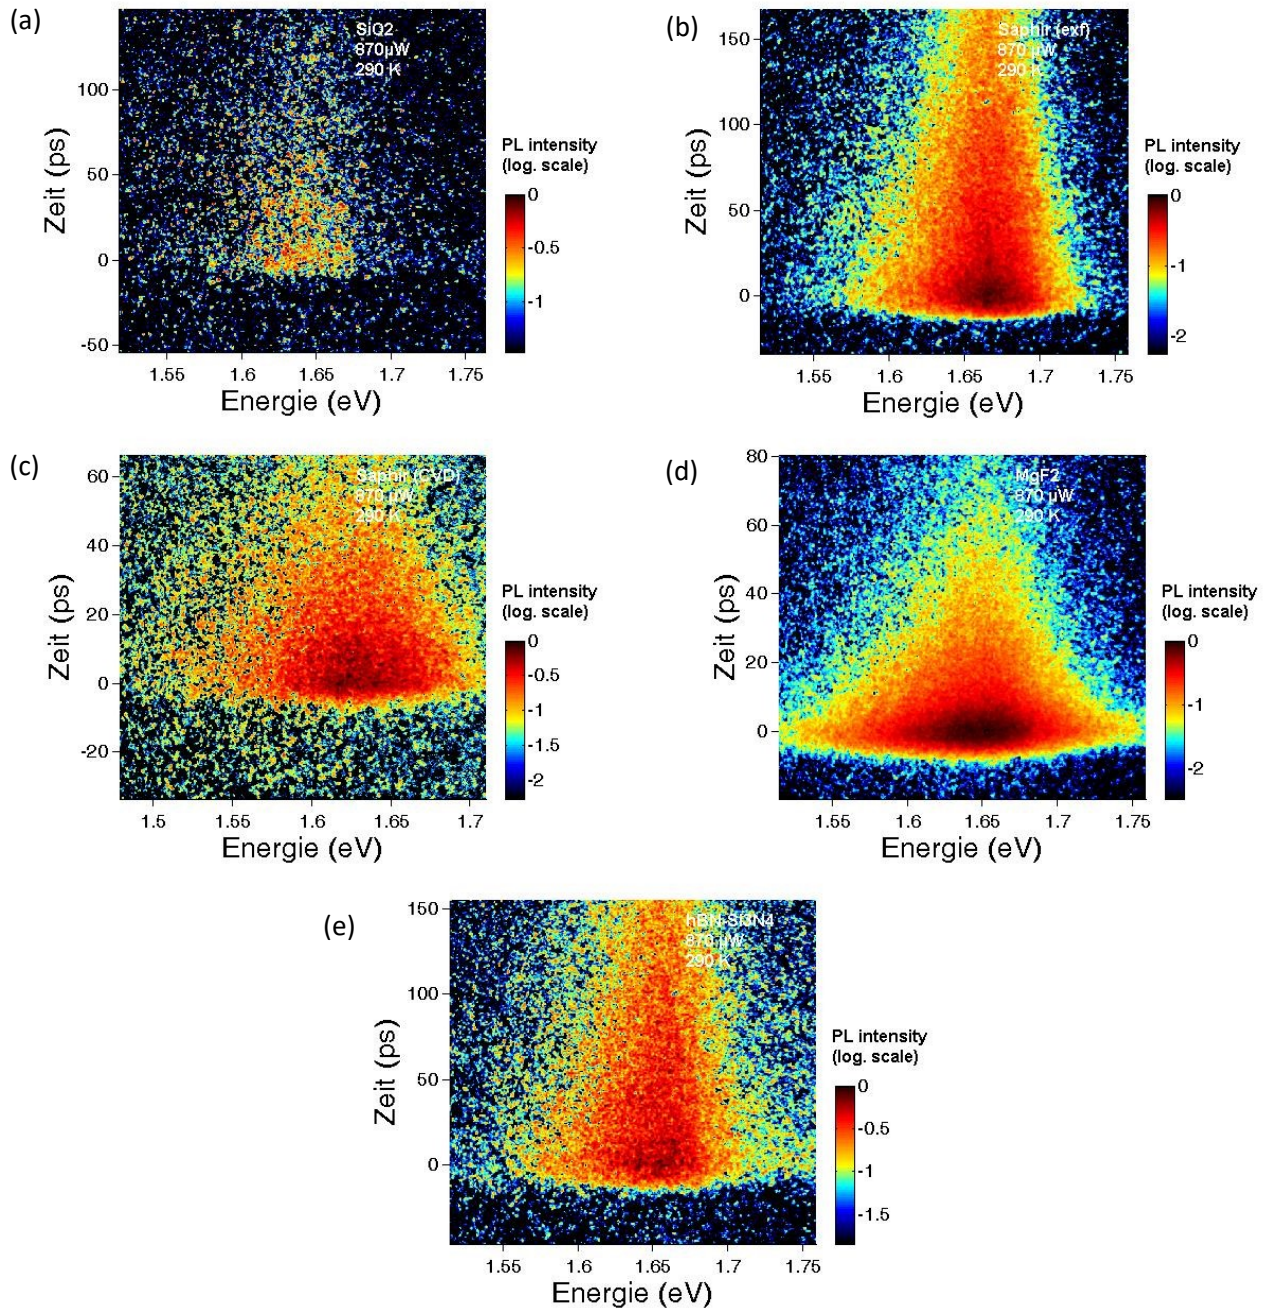 (a)
SiO2
870µW
290 K
100
50
0
-50
Zeit (ps)
1.55
1.6
1.65
1.7
1.75
Energie (eV)
PL intensity
(log. scale)
0
-0.5
-1
(b)
Saphir (exf)
870 µW
290 K
150
100
50
0
Zeit (ps)
1.55
1.6
1.65
1.7
1.75
Energie (eV)
PL intensity
(log. scale)
0
-1
-2
(c)
Saphir (CVD)
870 µW
290 K
60
40
20
0
-20
Zeit (ps)
1.5
1.55
1.6
1.65
1.7
Energie (eV)
PL intensity
(log. scale)
0
-0.5
-1
-1.5
-2
(d)
MgF2
870 µW
290 K
80
60
40
20
0
Zeit (ps)
1.55
1.6
1.65
1.7
1.75
Energie (eV)
PL intensity
(log. scale)
0
-1
-2
(e)
hBN-Si3N4
870 µW
290 K
150
100
50
0
Zeit (ps)
1.55
1.6
1.65
1.7
1.75
Energie (eV)
PL intensity
(log. scale)
0
-0.5
-1
-1.5